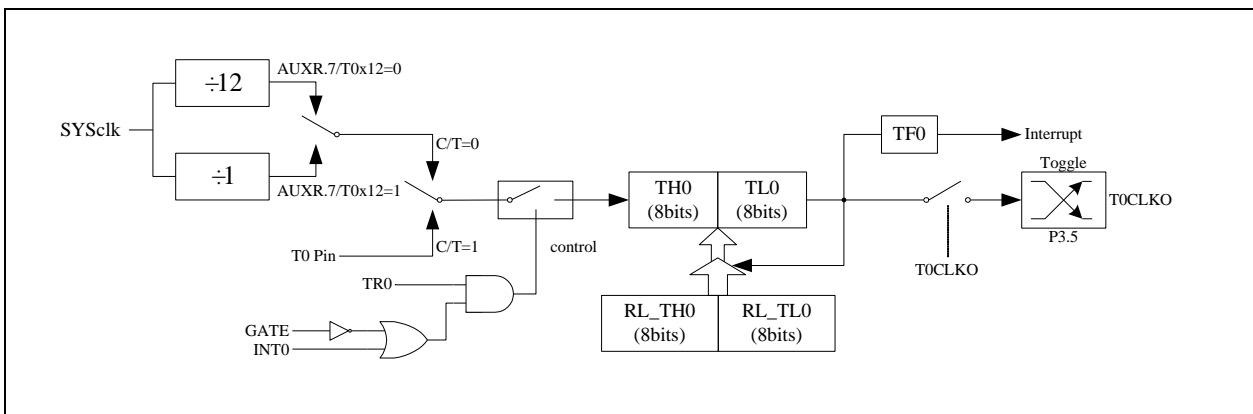 ÷12
AUXR.7/T0x12=0
SYSclk
÷1
AUXR.7/T0x12=1
C/T=0
C/T=1
T0 Pin
control
TR0
GATE
INT0
TH0
(8bits)
TL0
(8bits)
RL_TH0
(8bits)
RL_TL0
(8bits)
TF0
Interrupt
Toggle
T0CLKO
P3.5
T0CLKO